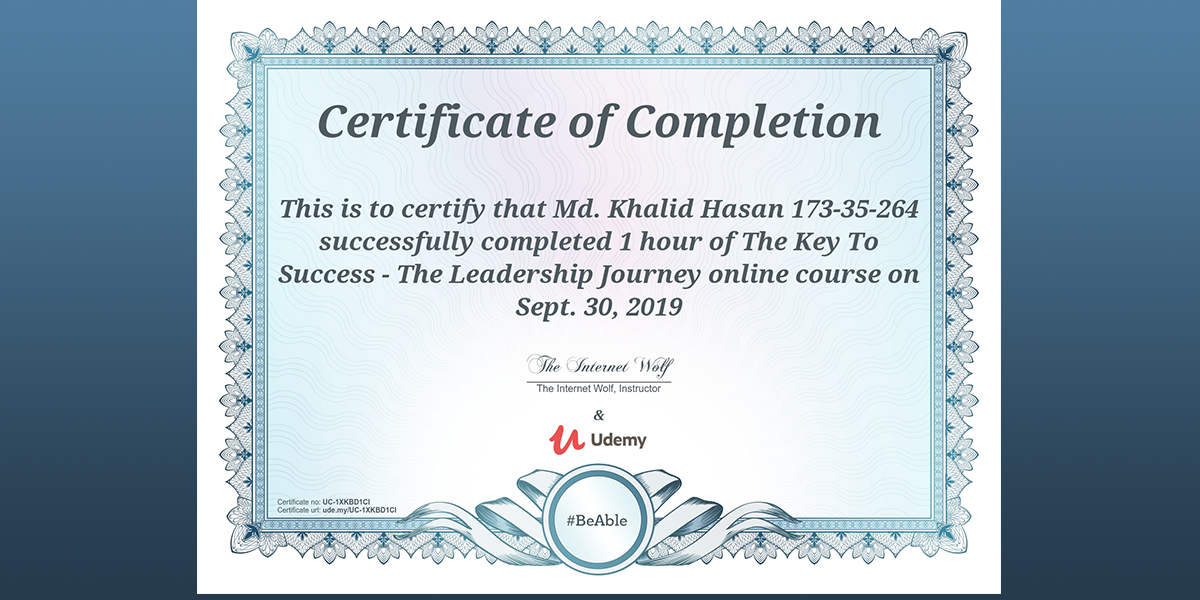 Certificate of Completion
This is to certify that Md. Khalid Hasan 173-35-264
successfully completed 1 hour of The Key To
Success - The Leadership Journey online course on
Sept. 30, 2019
The Internet Wolf
The Internet Wolf, Instructor
&
Udemy
Certificate no: UC-1XKBD1CI
Certificate url: ude.my/UC-1XKBD1CI
#BeAble